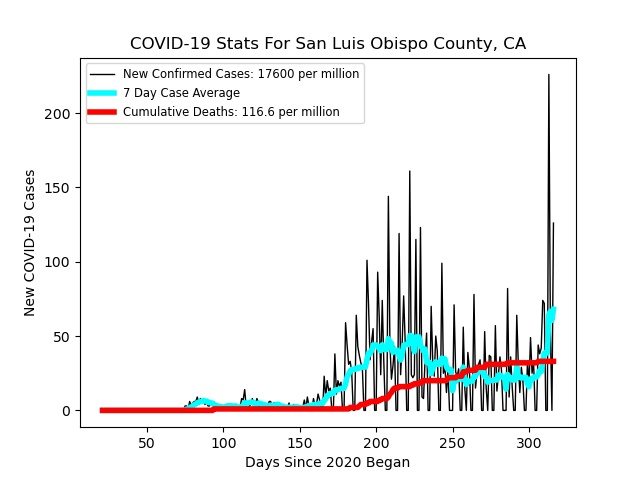 COVID-19 Stats For San Luis Obispo County, CA
New Confirmed Cases: 17600 per million
7 Day Case Average
Cumulative Deaths: 116.6 per million
New COVID-19 Cases
200
150
100
50
0
50 100 150 200 250 300
Days Since 2020 Began